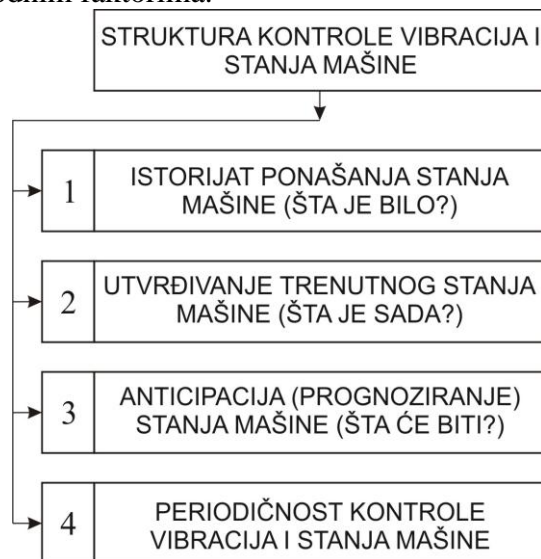 STRUKTURA KONTROLE VIBRACIJA I
STANJA MAŠINE
1
ISTORIJAT PONAŠANJA STANJA
MAŠINE (ŠTA JE BILO?)
2
UTVRĐIVANJE TRENUTNOG STANJA
MAŠINE (ŠTA JE SADA?)
3
ANTICIPACIJA (PROGNOZIRANJE)
STANJA MAŠINE (ŠTA ĆE BITI?)
4
PERIODIČNOST KONTROLE
VIBRACIJA I STANJA MAŠINE